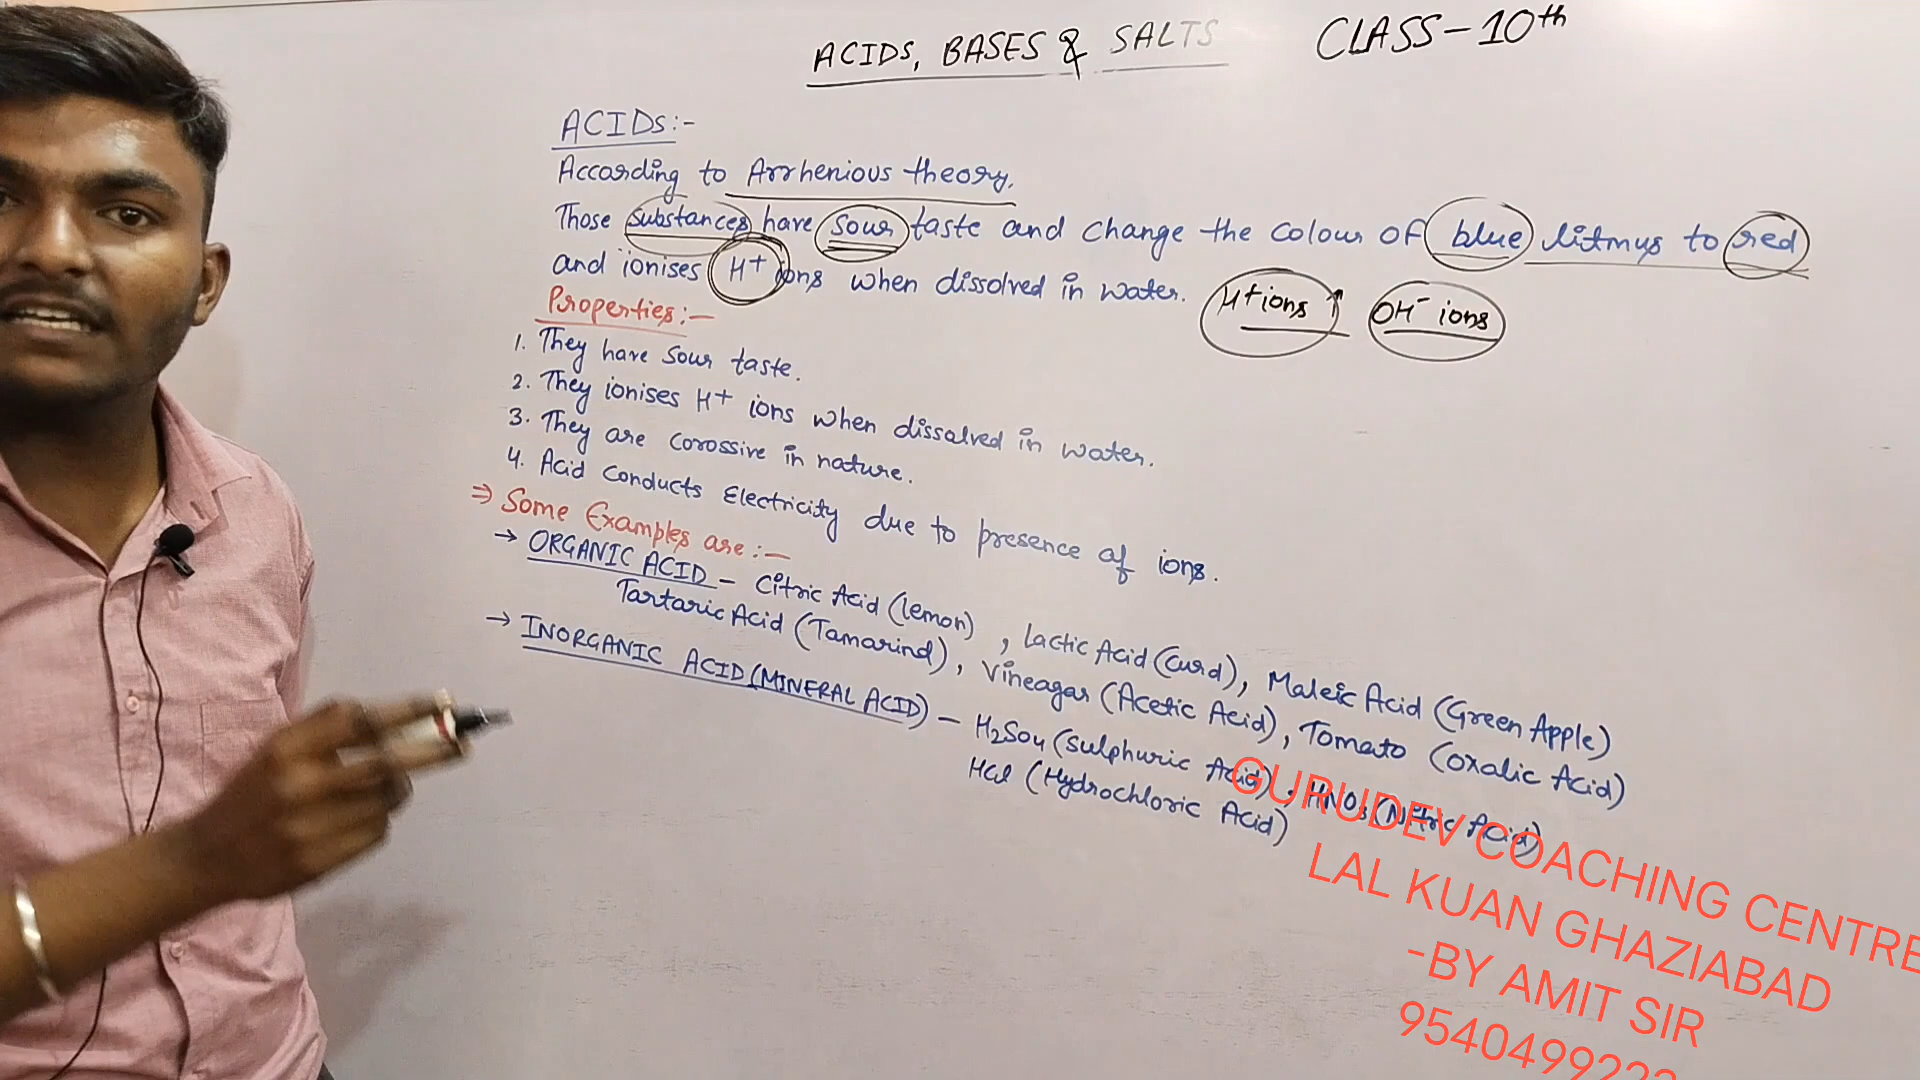 ACIDS, BASES & SALTS CLASS-10th
ACIDs:-
According to Arrhenious theory.
Those substances have sour taste and change the colour of blue litmus to red
and ionises H+ ions when dissolved in water. H+ ions ↑ OH- ions
Properties:-
1. They have sour taste.
2. They ionises H+ ions when dissolved in water.
3. They are corossive in nature.
4. Acid conducts Electricity due to presence of ions.
⇒ Some Examples are:-
→ ORGANIC ACID - Citric Acid (lemon), Lactic Acid (curd), Maleic Acid (Green Apple)
Tartaric Acid (Tamarind), Vineagar (Acetic Acid), Tomato (Oxalic Acid)
→ INORGANIC ACID (MINERAL ACID) - H2SO4 (Sulphuric Acid), HNO3 (Nitric Acid)
HCl (Hydrochloric Acid)
GURUDEV COACHING CENTRE
LAL KUAN GHAZIABAD
-BY AMIT SIR